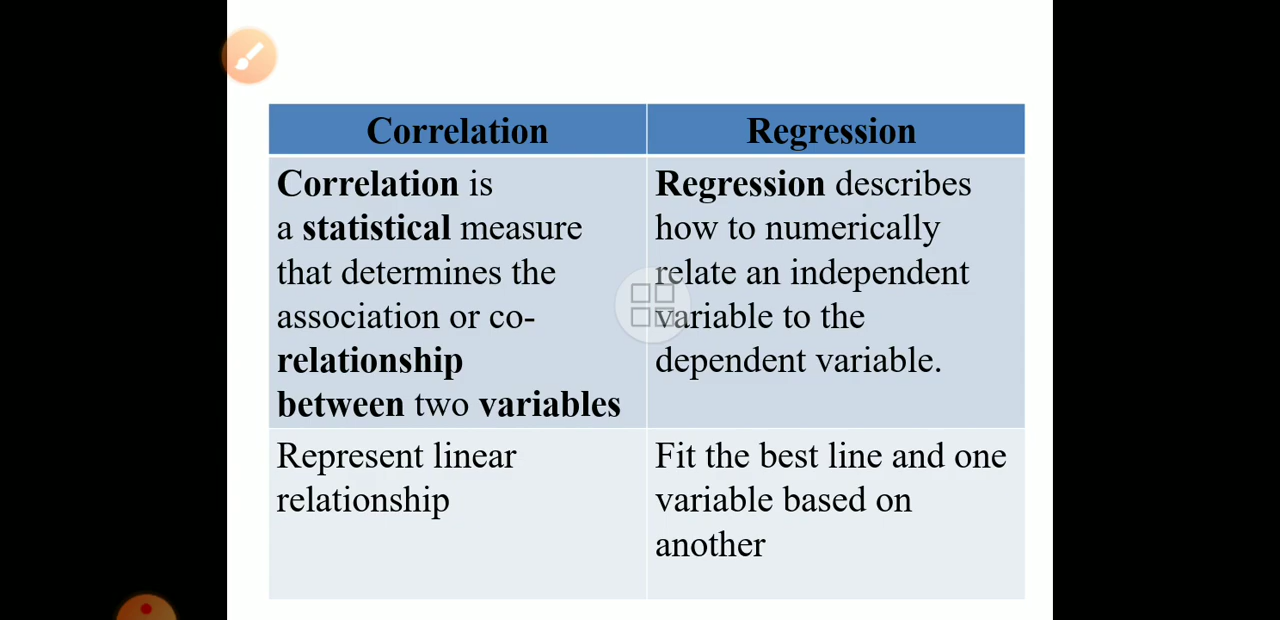 Correlation
Regression
Correlation is
a statistical measure
that determines the
association or co-
relationship
between two variables
Regression describes
how to numerically
relate an independent
variable to the
dependent variable.
Represent linear
relationship
Fit the best line and one
variable based on
another